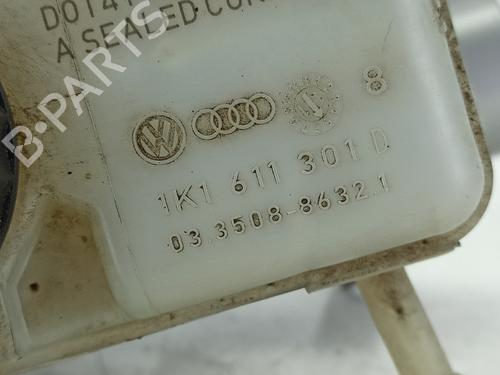 DOT4
A SEALED CON
B-PARTS
8
1K1 611 301 D
03.3508-8632.1